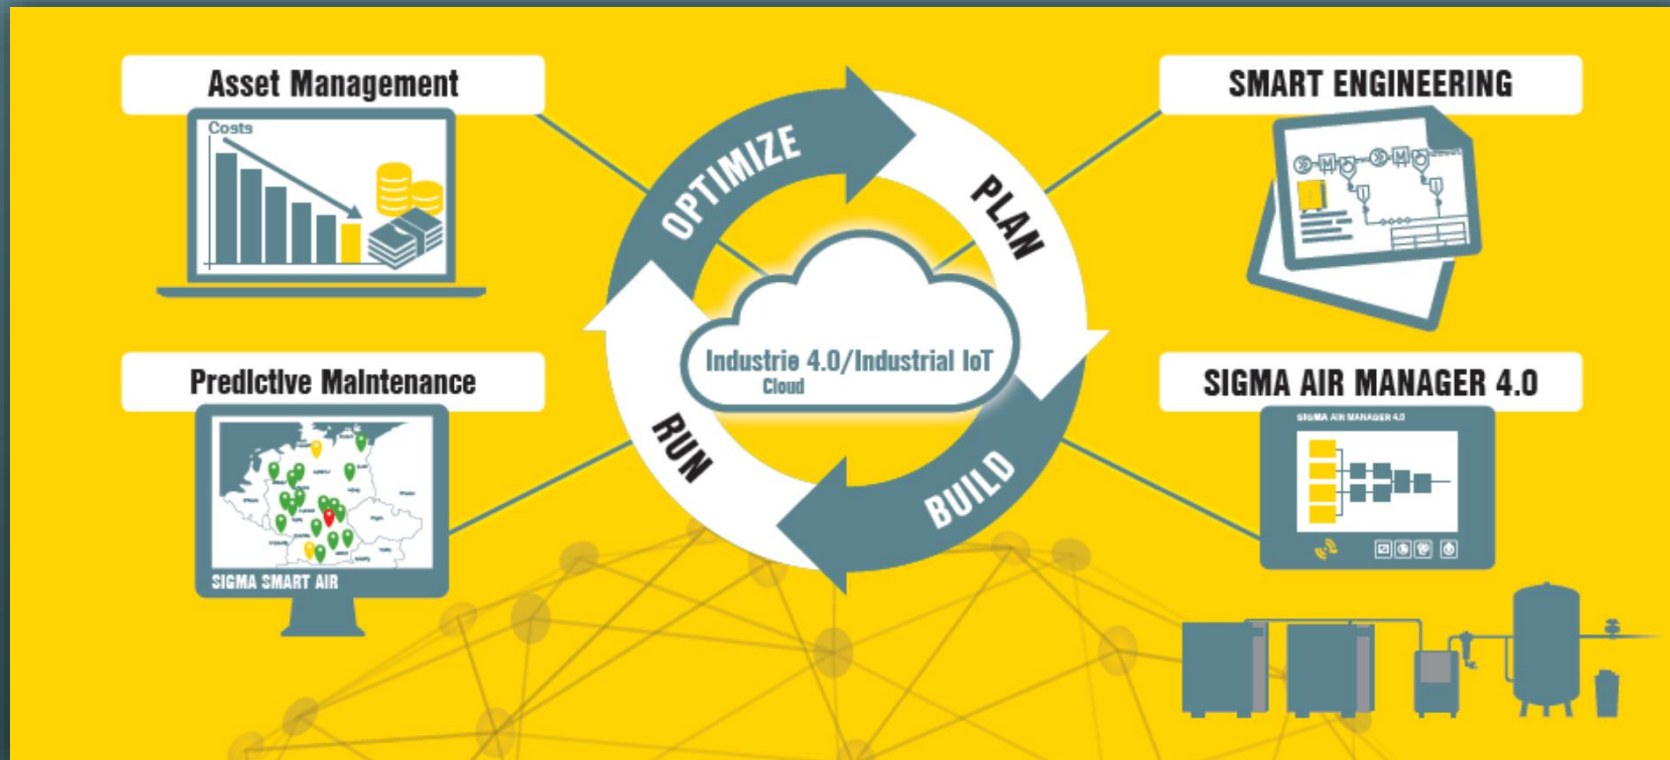 Asset Management
Costs
SMART ENGINEERING
M
M
OPTIMIZE
PLAN
Industrie 4.0/Industrial IoT
Cloud
Predictive Maintenance
SIGMA SMART AIR
RUN
BUILD
SIGMA AIR MANAGER 4.0
SIGMA AIR MANAGER 4.0